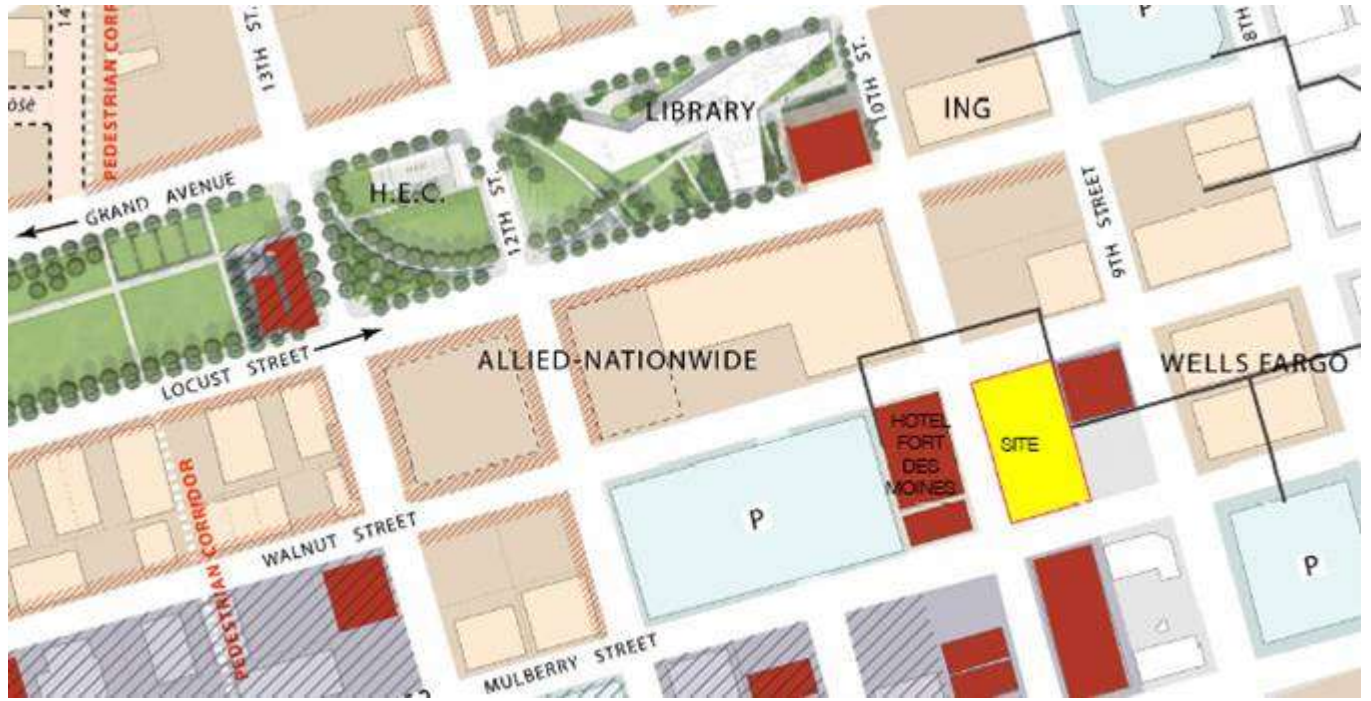 PEDESTRIAN CORR
13TH ST.
10TH ST.
8TH
P
LIBRARY
ING
GRAND AVENUE
H.E.C.
12TH ST.
9TH STREET
LOCUST STREET
ALLIED-NATIONWIDE
WELLS FARGO
HOTEL
FORT
DES
MOINES
SITE
PEDESTRIAN CORRIDOR
WALNUT STREET
P
P
MULBERRY STREET